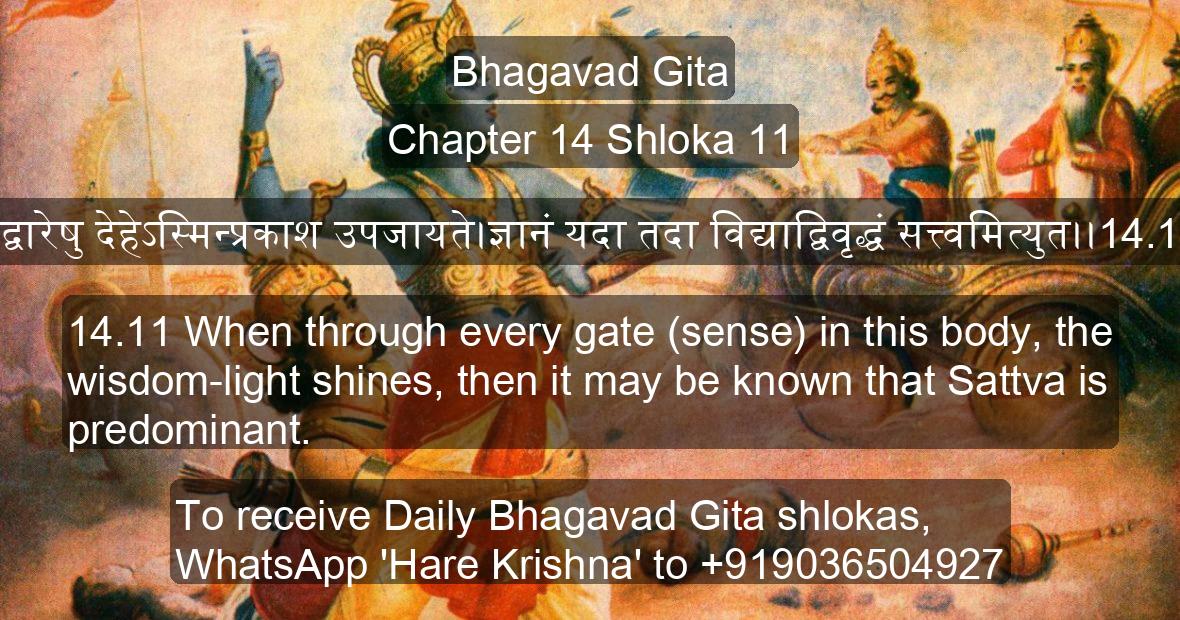 Bhagavad Gita
Chapter 14 Shloka 11
द्वारेषु देहेऽस्मिन्प्रकाश उपजायते।ज्ञानं यदा तदा विद्याद्विवृद्धं सत्त्वमित्युत।।14.1
14.11 When through every gate (sense) in this body, the
wisdom-light shines, then it may be known that Sattva is
predominant.
To receive Daily Bhagavad Gita shlokas,
WhatsApp 'Hare Krishna' to +919036504927